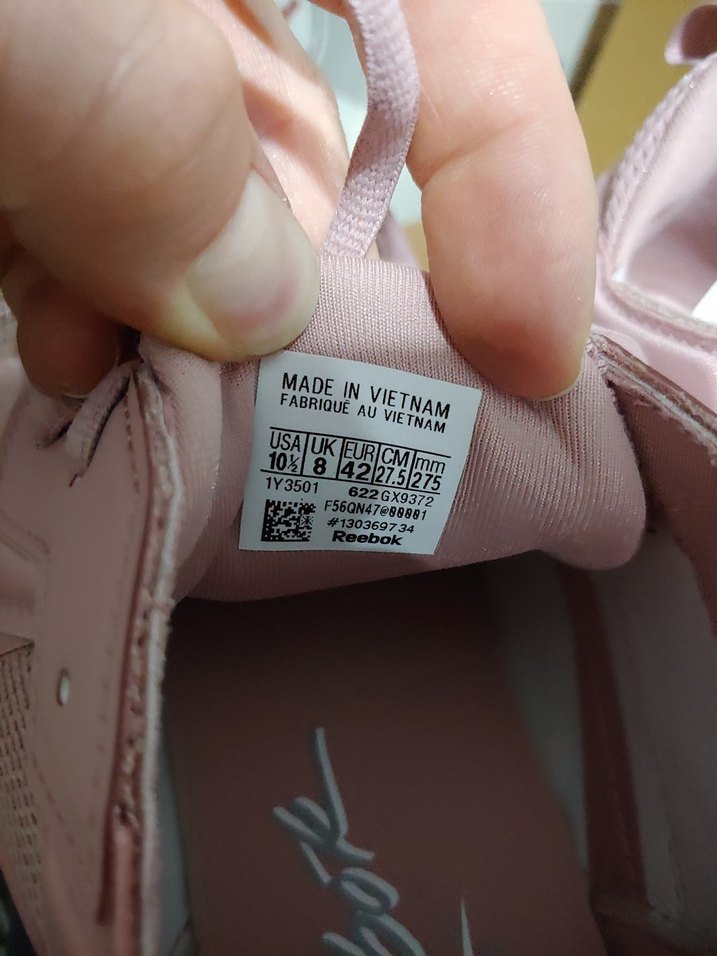 MADE IN VIETNAM
FABRIQUÉ AU VIETNAM
USA UK EUR CM mm
10½ 8 42 27.5 275
1Y3501 622 GX9372
F56QN47@00001
#130369734
Reebok